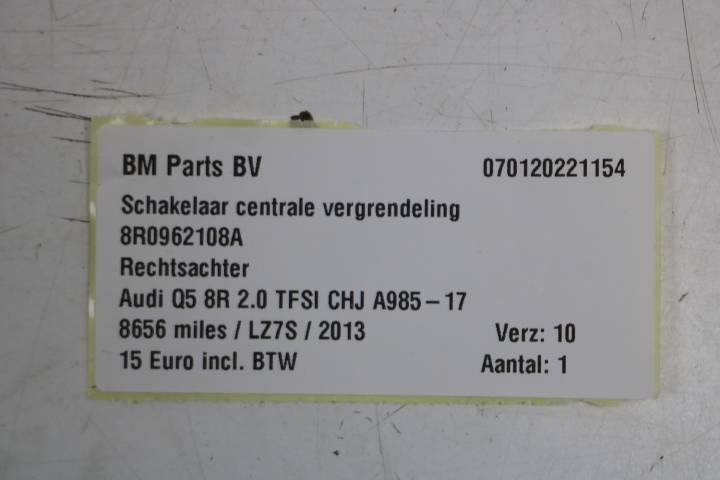 BM Parts BV 070120221154
Schakelaar centrale vergrendeling
8R0962108A
Rechtsachter
Audi Q5 8R 2.0 TFSI CHJ A985-17
8656 miles / LZ7S / 2013 Verz: 10
15 Euro incl. BTW Aantal: 1